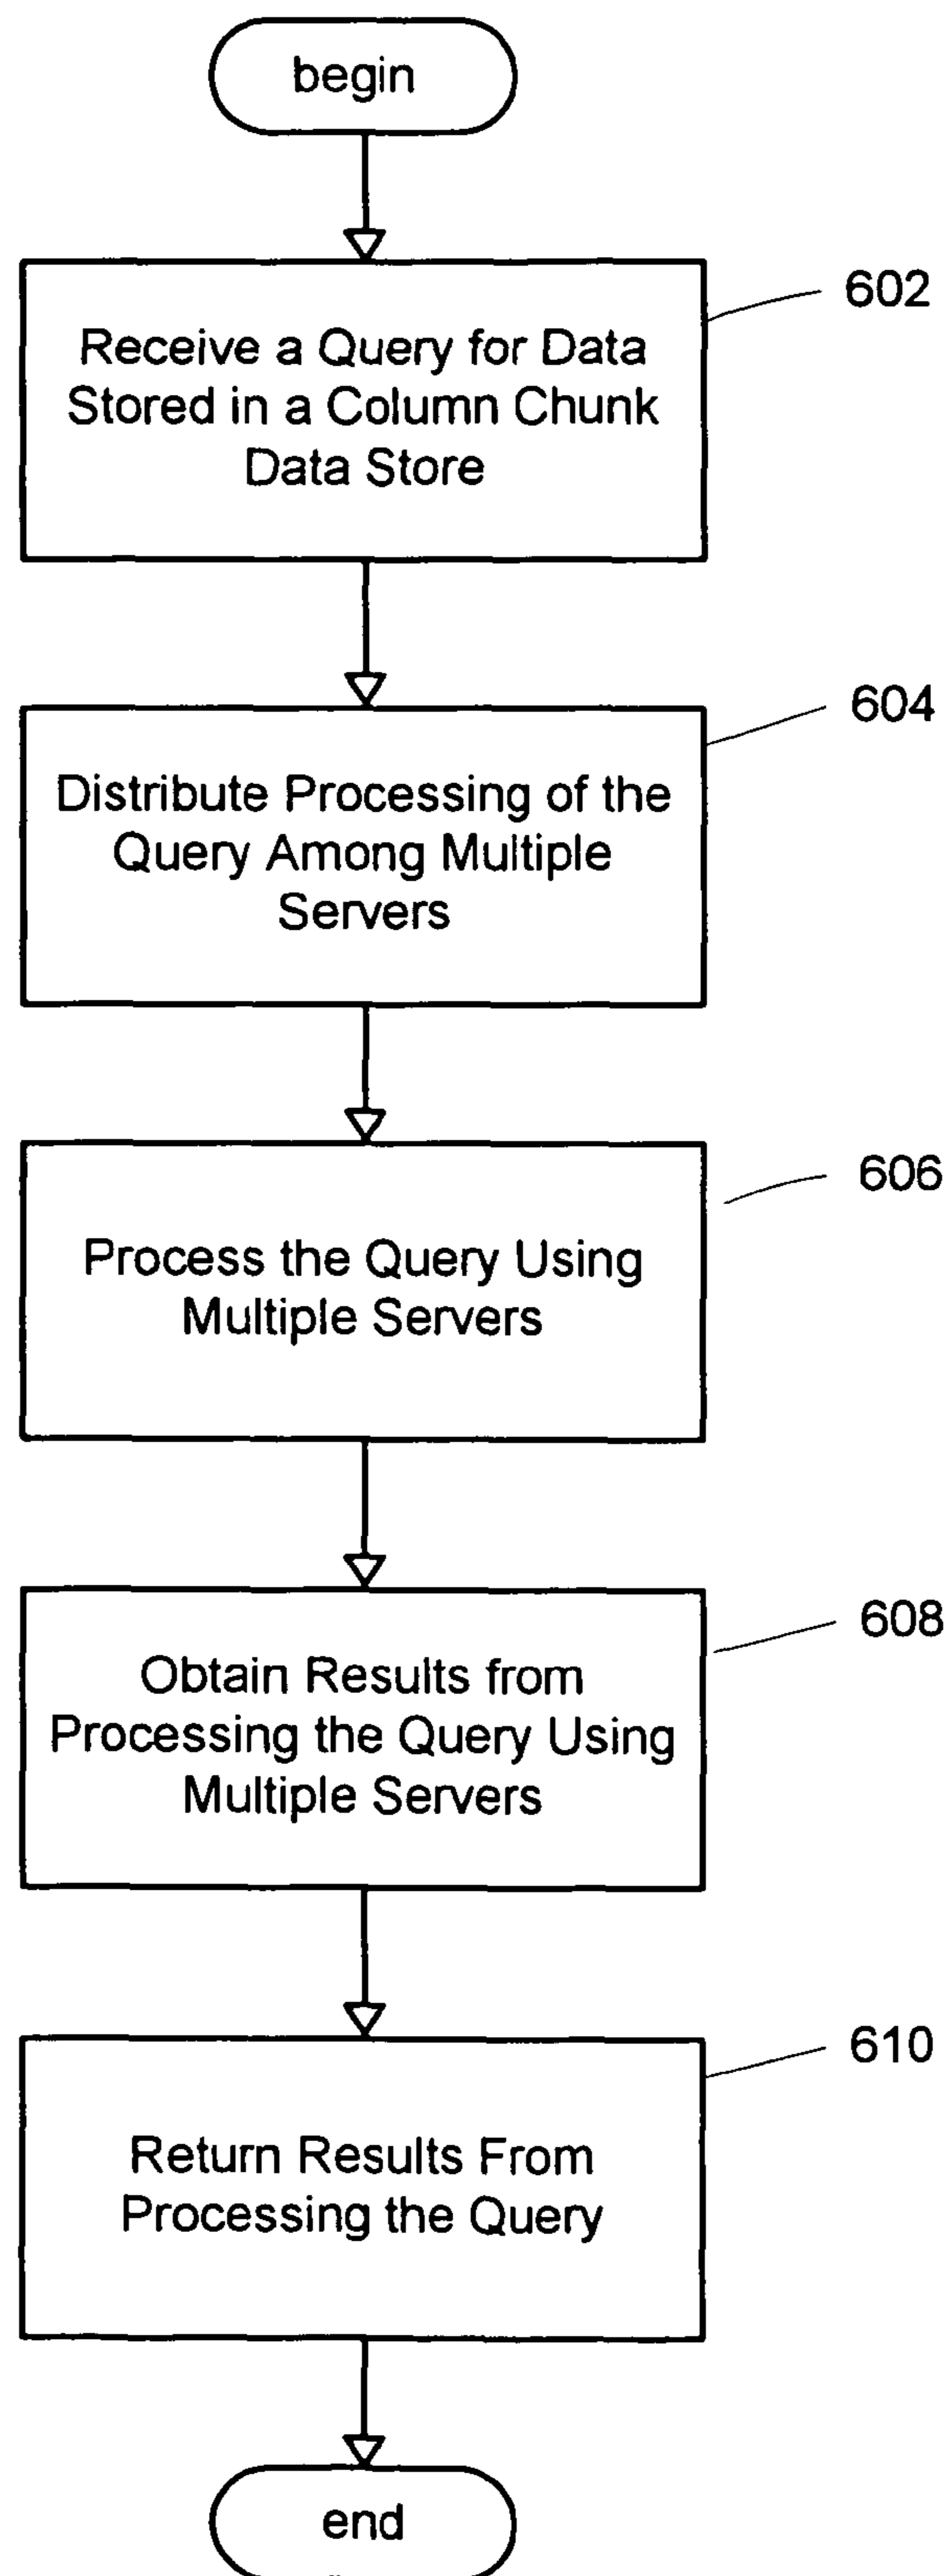 begin
602
Receive a Query for Data
Stored in a Column Chunk
Data Store
604
Distribute Processing of the
Query Among Multiple
Servers
606
Process the Query Using
Multiple Servers
608
Obtain Results from
Processing the Query Using
Multiple Servers
610
Return Results From
Processing the Query
end